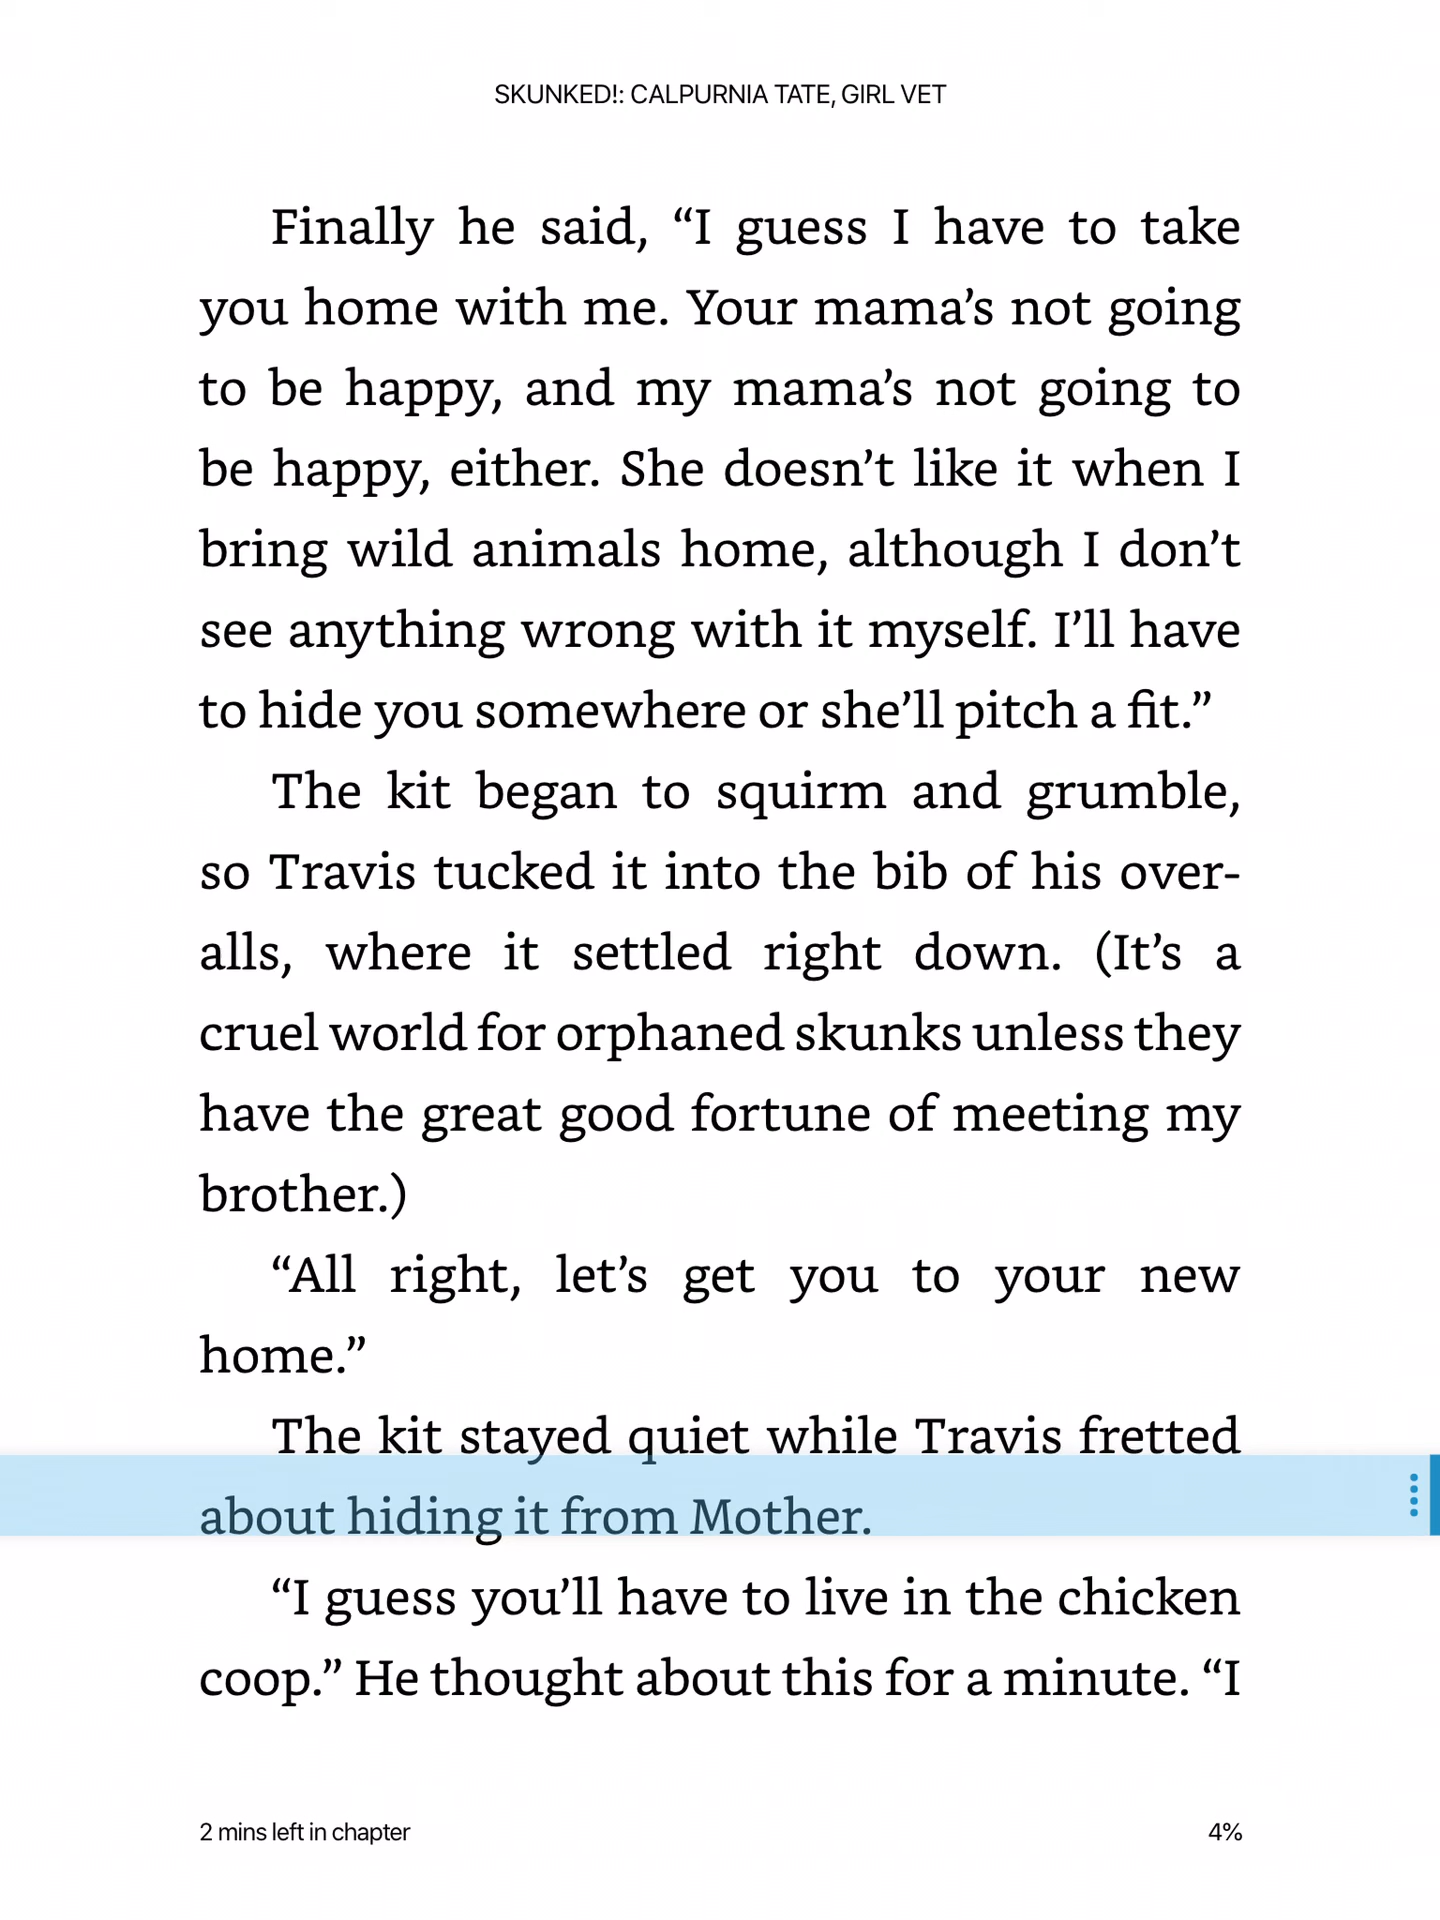 SKUNKED!: CALPURNIA TATE, GIRL VET
Finally he said, “I guess I have to take
you home with me. Your mama’s not going
to be happy, and my mama’s not going to
be happy, either. She doesn’t like it when I
bring wild animals home, although I don’t
see anything wrong with it myself. I’ll have
to hide you somewhere or she’ll pitch a fit.”
The kit began to squirm and grumble,
so Travis tucked it into the bib of his over-
alls, where it settled right down. (It’s a
cruel world for orphaned skunks unless they
have the great good fortune of meeting my
brother.)
“All right, let’s get you to your new
home.”
The kit stayed quiet while Travis fretted
about hiding it from Mother.
“I guess you’ll have to live in the chicken
coop.” He thought about this for a minute. “I
2 mins left in chapter
4%